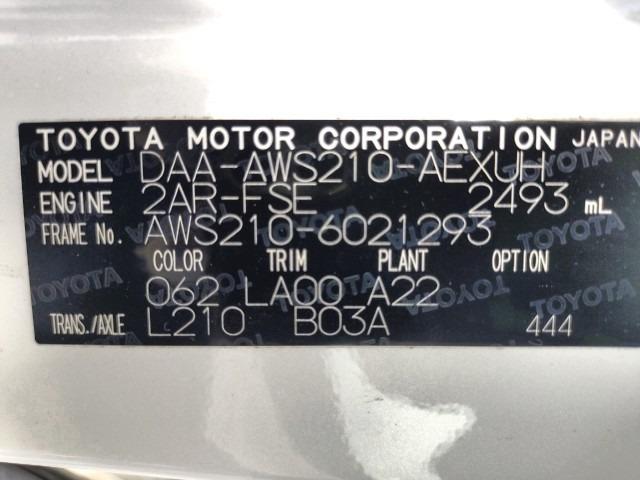 TOYOTA MOTOR CORPORATION JAPAN
MODEL DAA-AWS210-AEXUH
ENGINE 2AR-FSE 2493 mL
FRAME No. AWS210-6021293
COLOR TRIM PLANT OPTION
062 LA00 A22
TRANS./AXLE L210 B03A 444